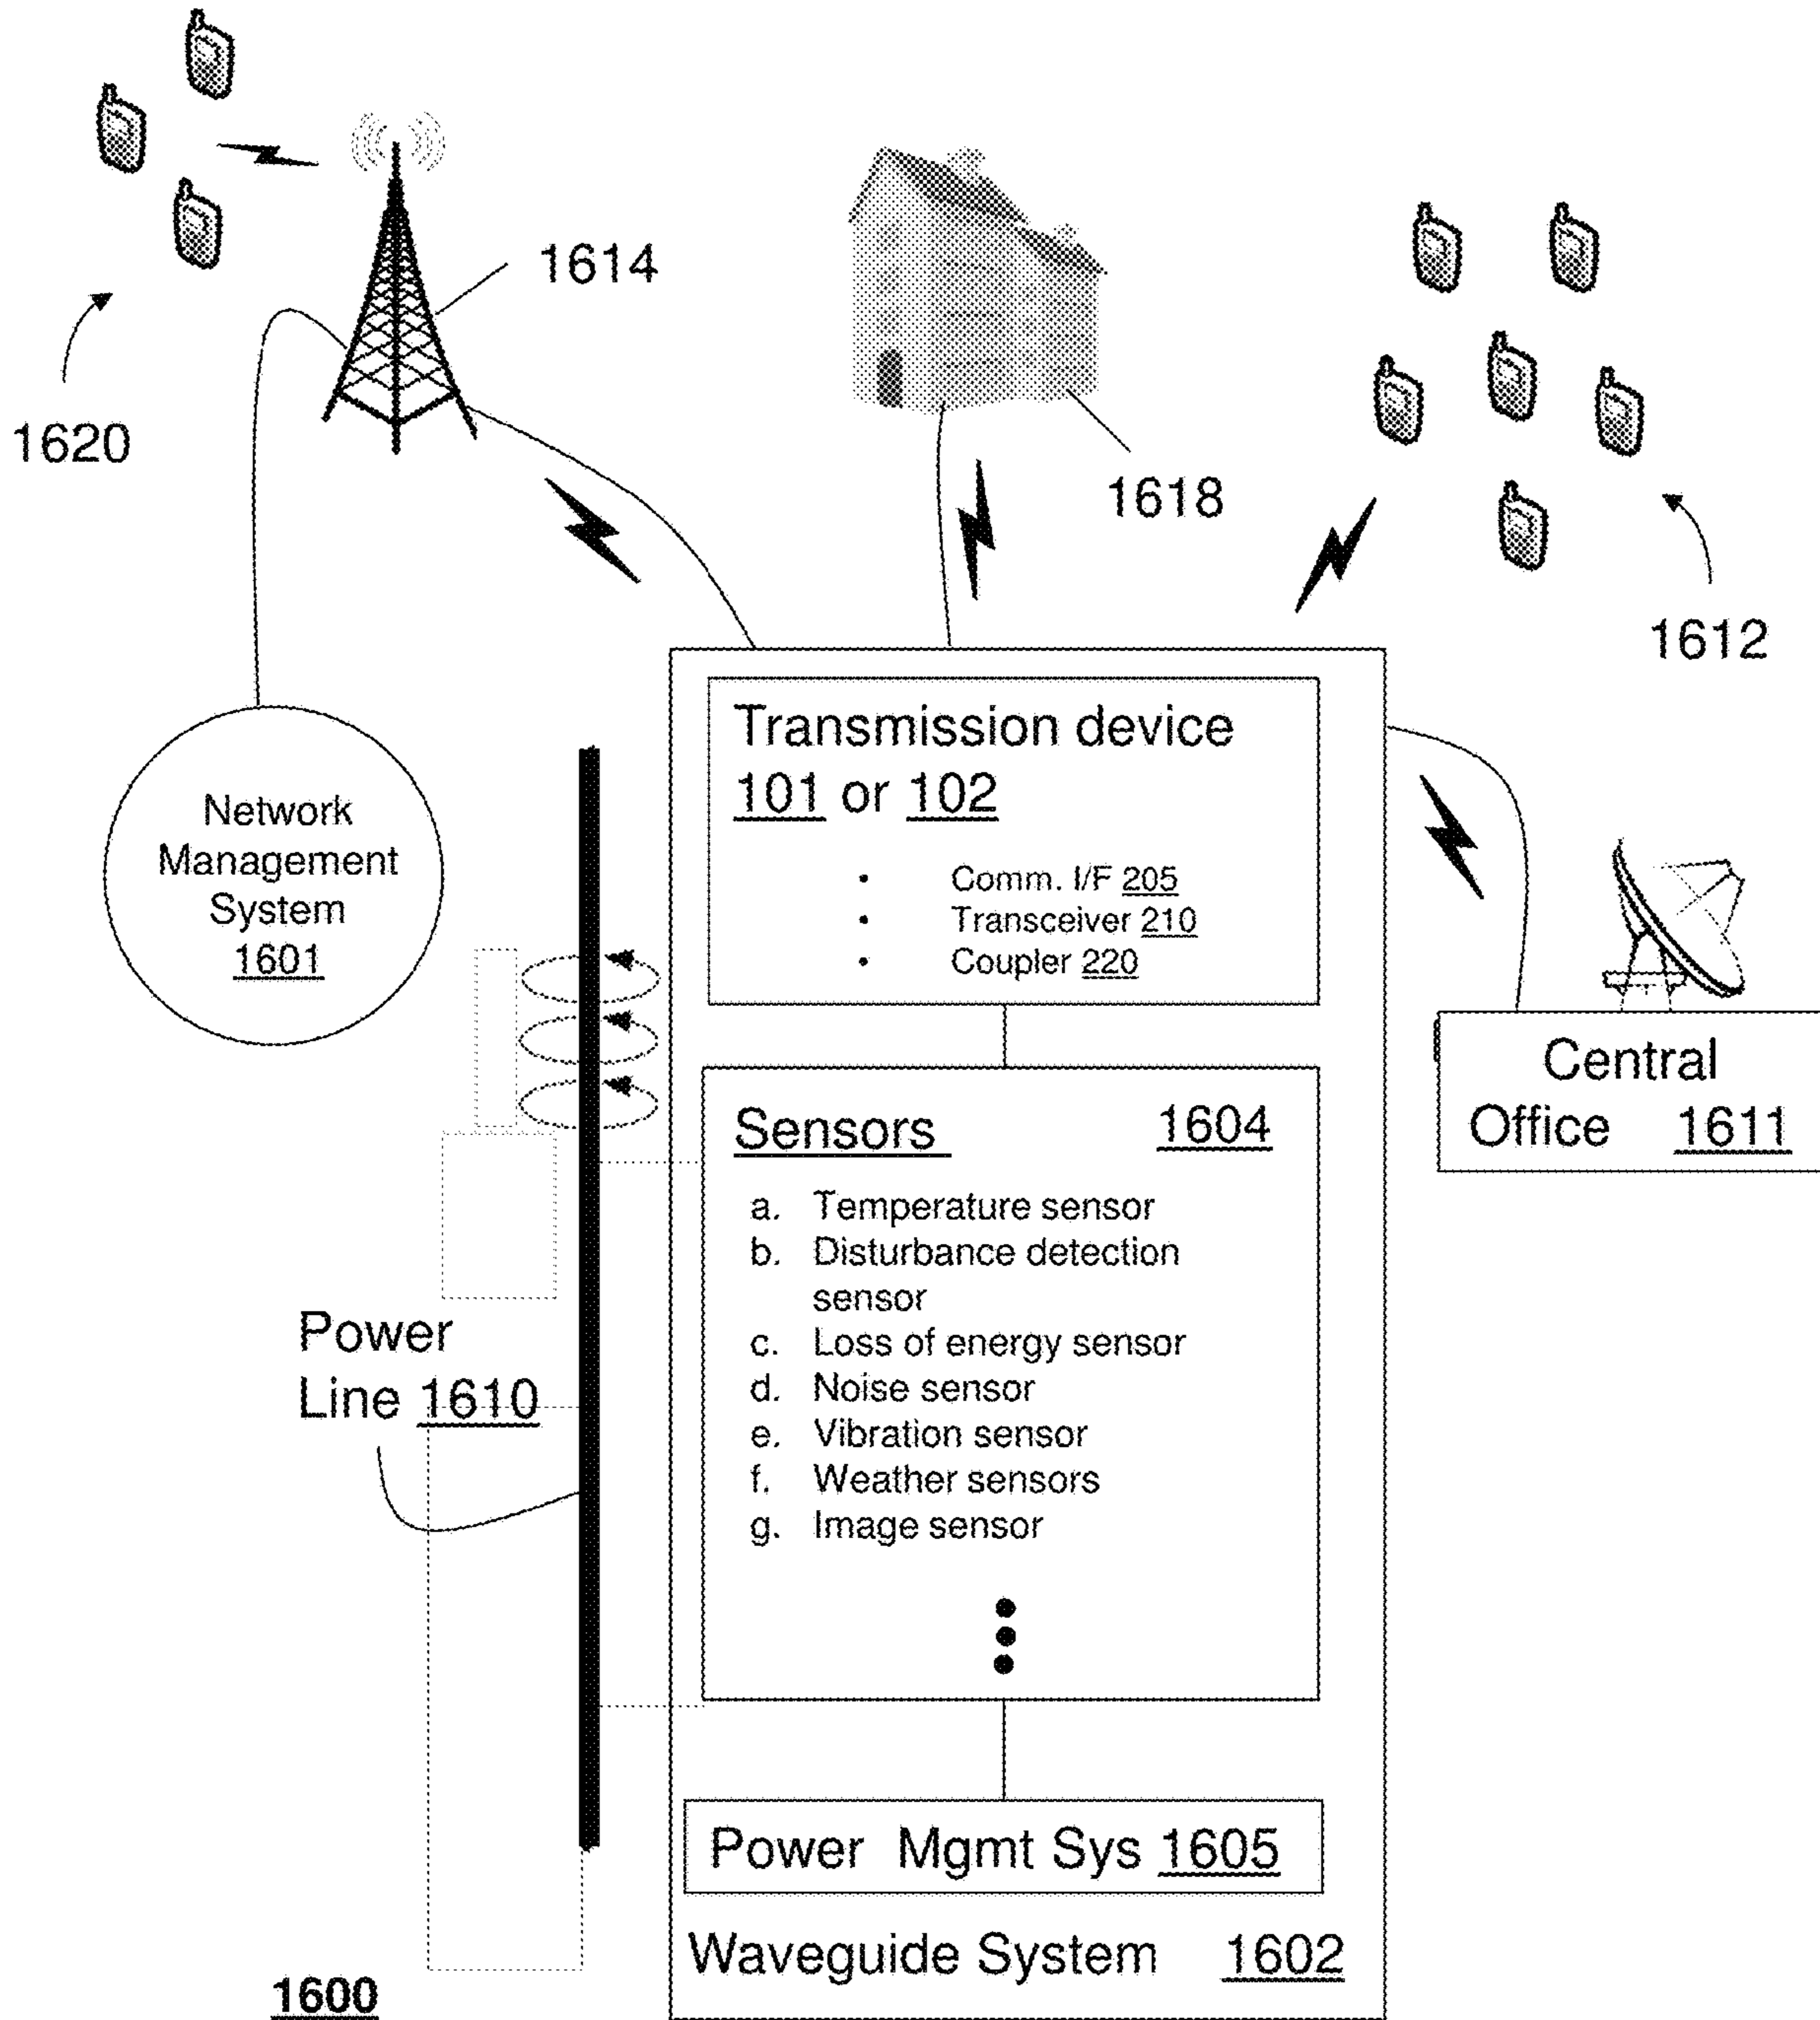 1614
1620
1618
1612
Network
Management
System
1601
Transmission device
101 or 102
• Comm. I/F 205
• Transceiver 210
• Coupler 220
Central
Office 1611
Sensors 1604
a. Temperature sensor
b. Disturbance detection
sensor
c. Loss of energy sensor
d. Noise sensor
e. Vibration sensor
f. Weather sensors
g. Image sensor
Power
Line 1610
Power Mgmt Sys 1605
Waveguide System 1602
1600